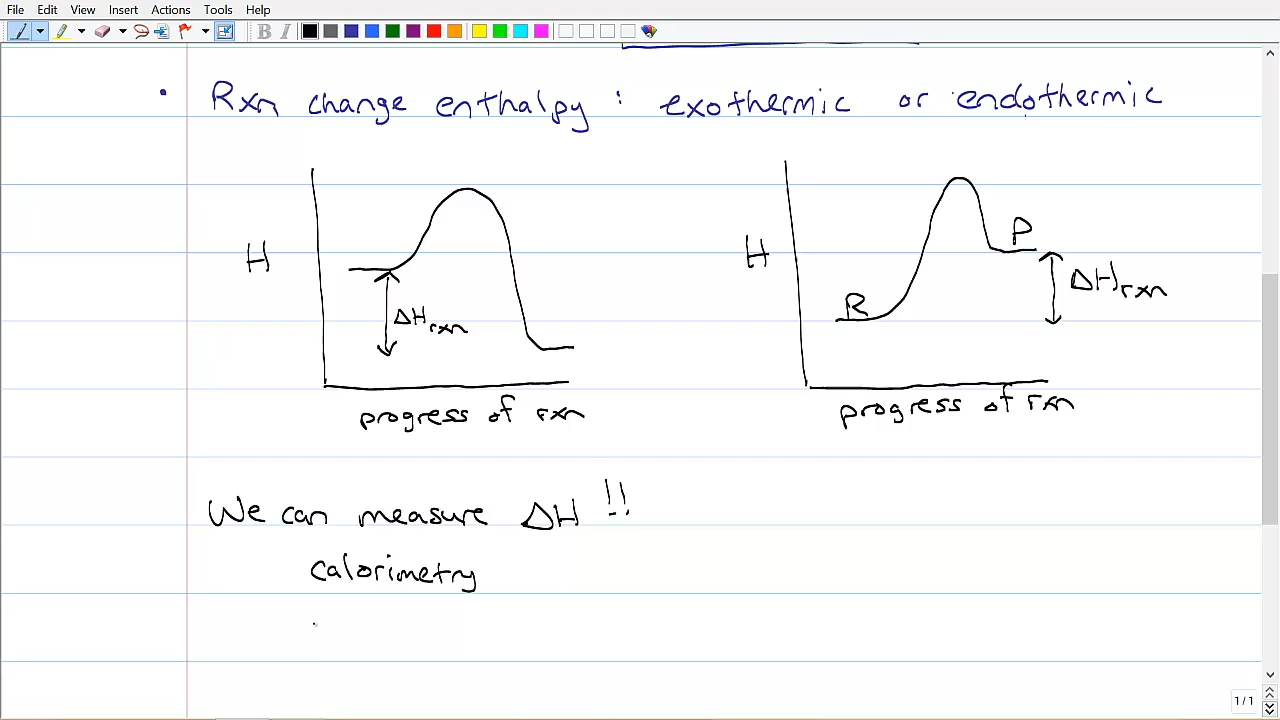 File Edit View Insert Actions Tools Help
B I
• Rxn change enthalpy : exothermic or endothermic
H
ΔHrxn
progress of rxn
H
R
P
ΔHrxn
progress of rxn
We can measure ΔH !!
calorimetry
1/1